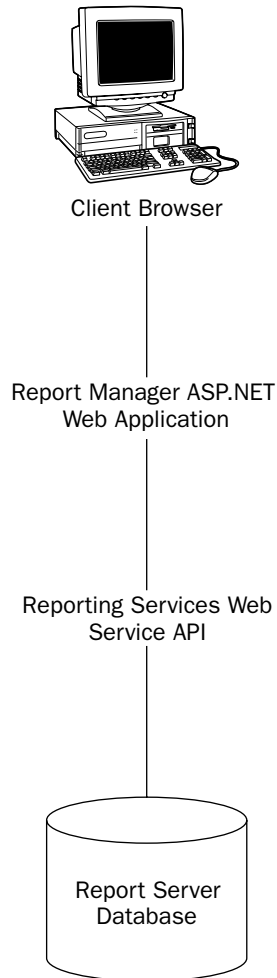 Client Browser
Report Manager ASP.NET
Web Application
Reporting Services Web
Service API
Report Server
Database